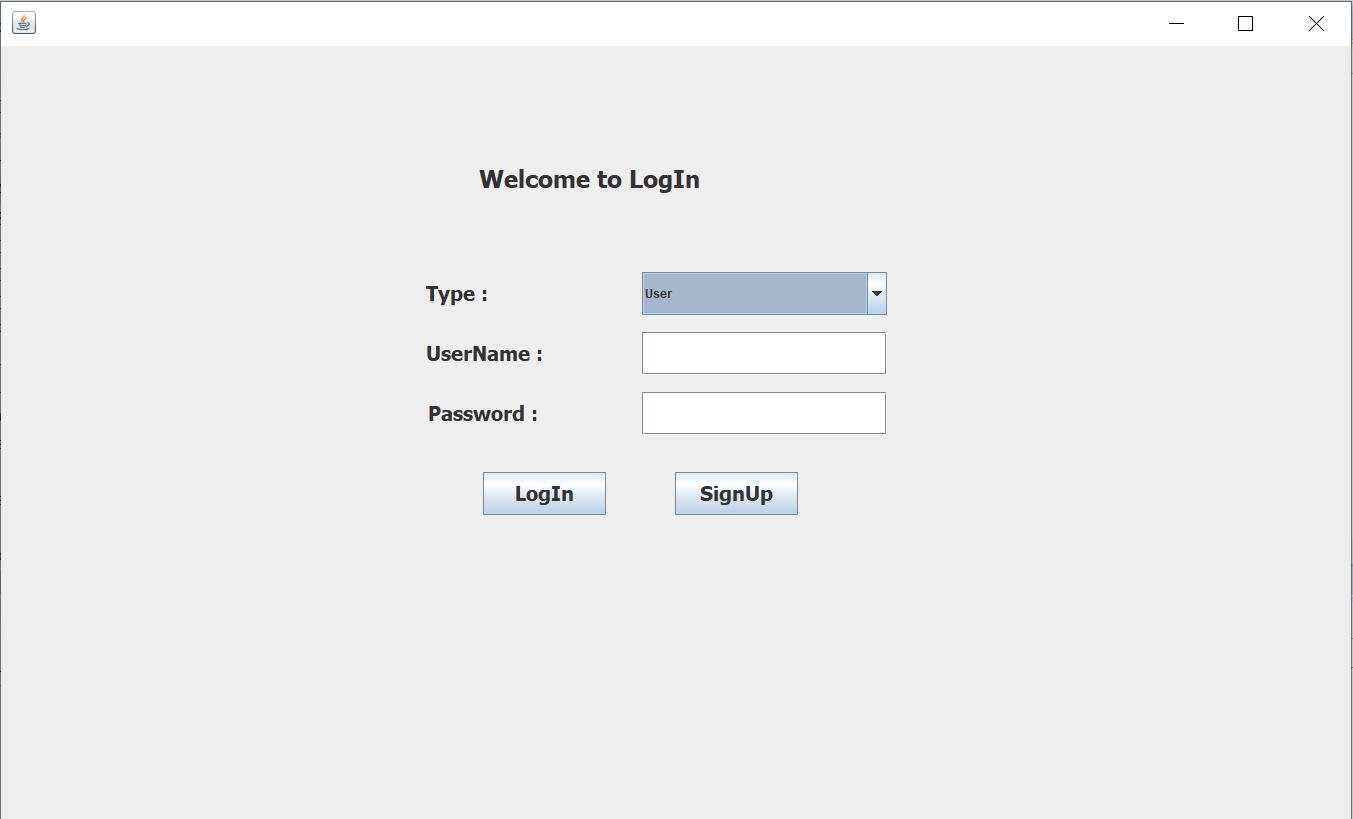 Welcome to LogIn
Type :
User
UserName :
Password :
LogIn
SignUp